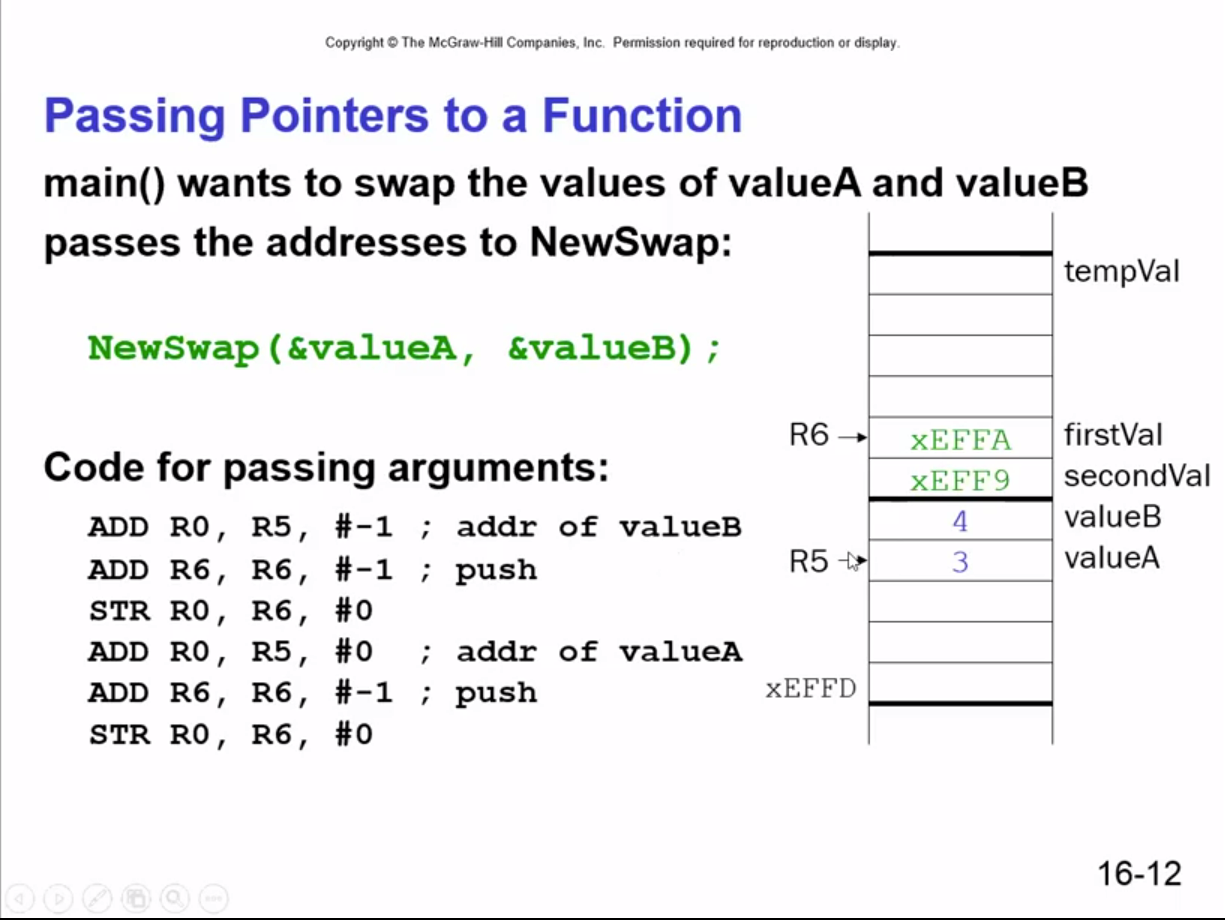 Copyright © The McGraw-Hill Companies, Inc. Permission required for reproduction or display.
Passing Pointers to a Function
main() wants to swap the values of valueA and valueB
passes the addresses to NewSwap:
NewSwap(&valueA, &valueB);
Code for passing arguments:
ADD R0, R5, #-1 ; addr of valueB
ADD R6, R6, #-1 ; push
STR R0, R6, #0
ADD R0, R5, #0 ; addr of valueA
ADD R6, R6, #-1 ; push
STR R0, R6, #0
tempVal
R6 xEFFA firstVal
xEFF9 secondVal
4 valueB
R5 3 valueA
xEFFD
16-12